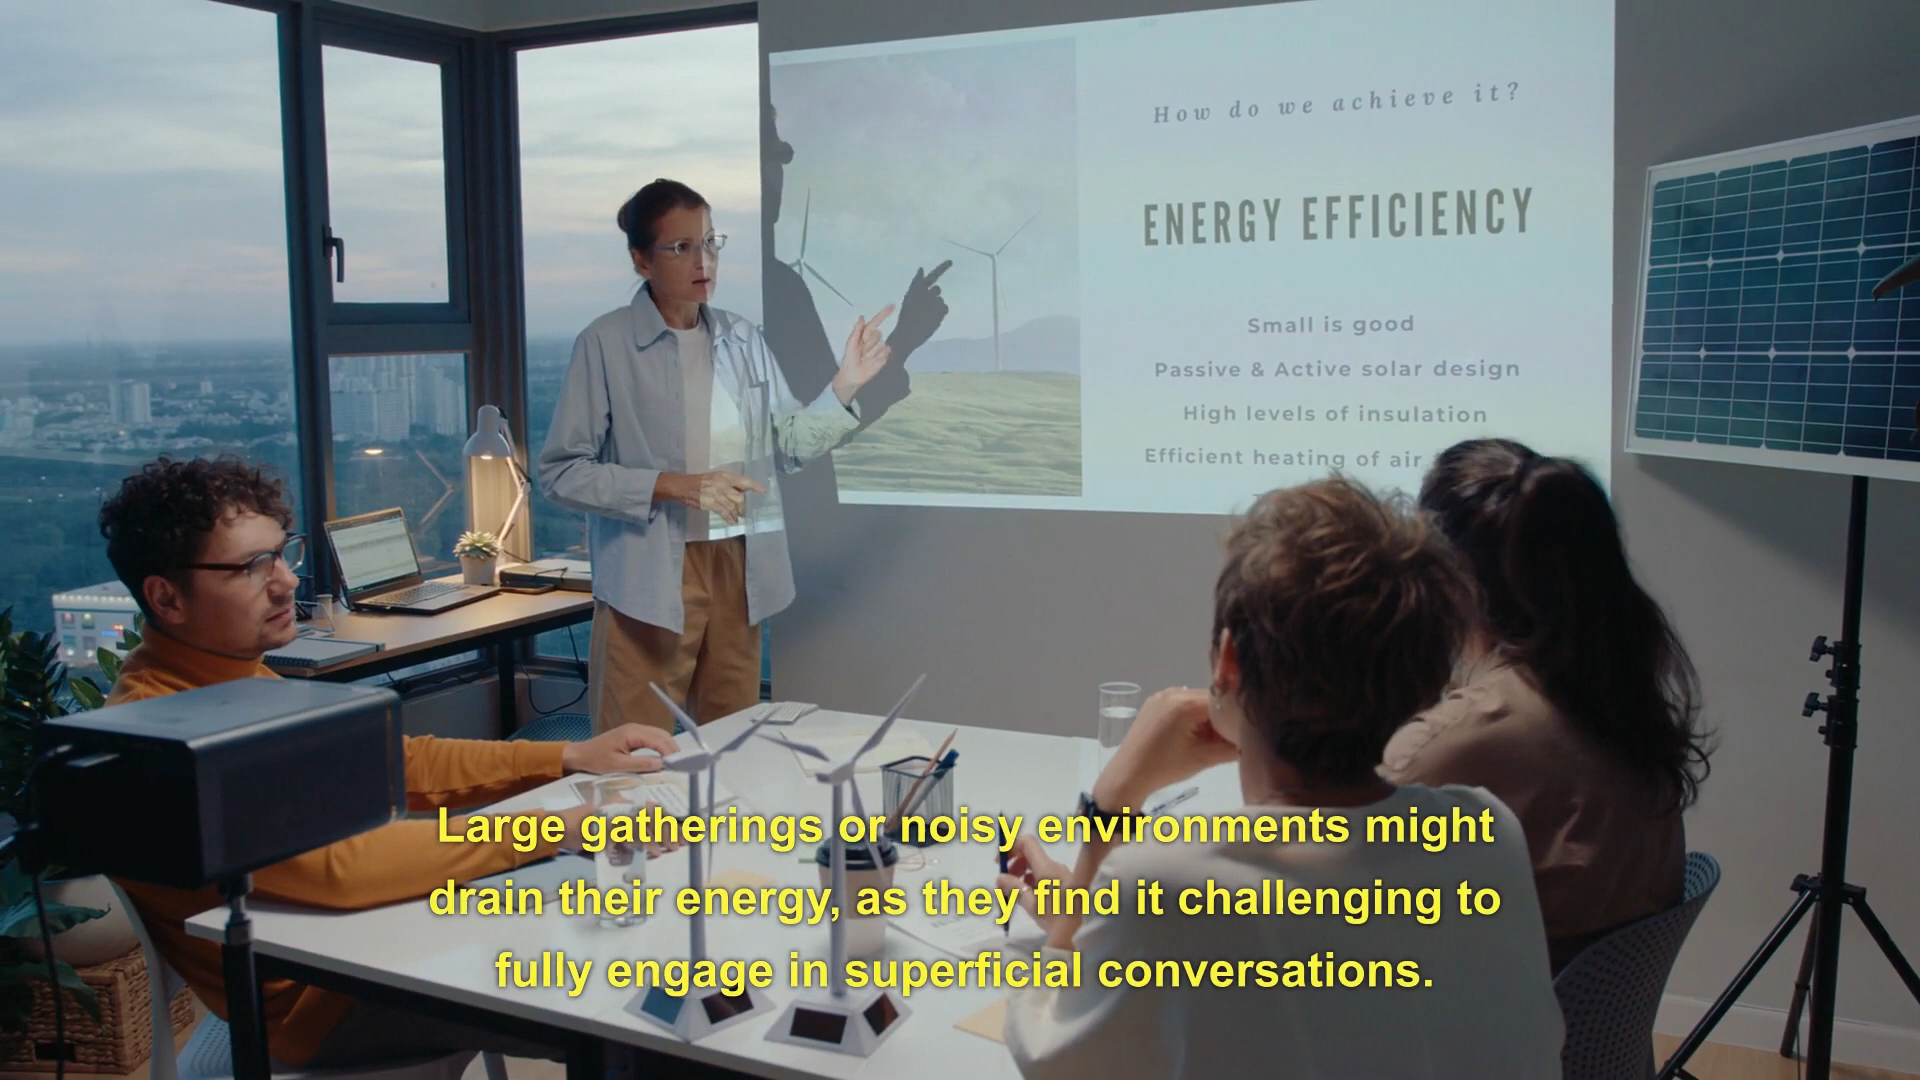 How do we achieve it?
ENERGY EFFICIENCY
Small is good
Passive & Active solar design
High levels of insulation
Efficient heating of air
Large gatherings or noisy environments might
drain their energy, as they find it challenging to
fully engage in superficial conversations.